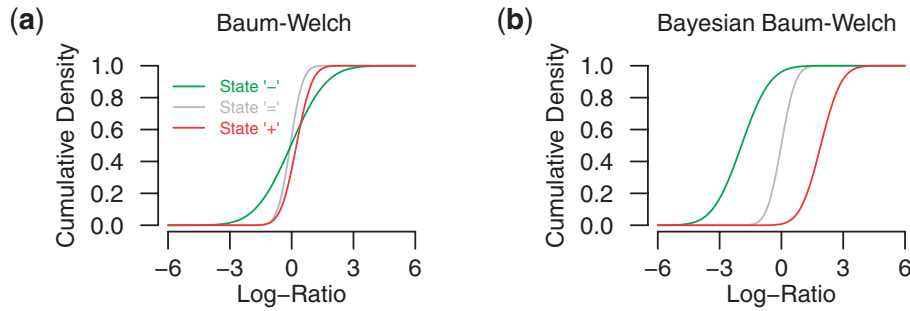 (a)
Baum-Welch
Cumulative Density
1.0
0.8
0.6
0.4
0.2
0.0
State '−'
State '='
State '+'
−6 −3 0 3 6
Log−Ratio
(b)
Bayesian Baum-Welch
Cumulative Density
1.0
0.8
0.6
0.4
0.2
0.0
−6 −3 0 3 6
Log−Ratio